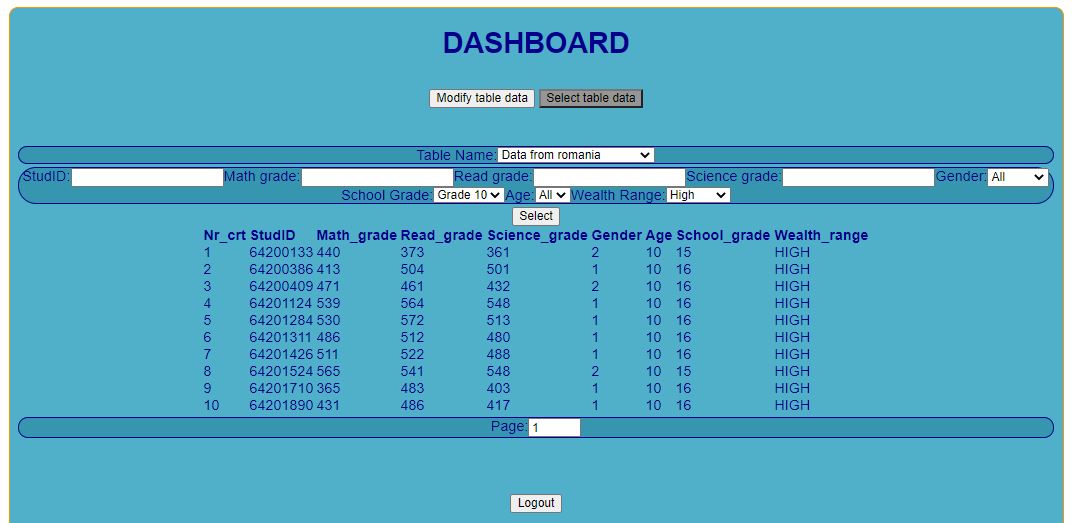 DASHBOARD
Modify table data Select table data
Table Name: Data from romania
StudID: Math grade: Read grade: Science grade: Gender: All
School Grade: Grade 10 Age: All Wealth Range: High
Select
Nr_crt StudID Math_grade Read_grade Science_grade Gender Age School_grade Wealth_range
1 64200133 440 373 361 2 10 15 HIGH
2 64200386 413 504 501 1 10 16 HIGH
3 64200409 471 461 432 2 10 16 HIGH
4 64201124 539 564 548 1 10 16 HIGH
5 64201284 530 572 513 1 10 16 HIGH
6 64201311 486 512 480 1 10 16 HIGH
7 64201426 511 522 488 1 10 16 HIGH
8 64201524 565 541 548 2 10 15 HIGH
9 64201710 365 483 403 1 10 16 HIGH
10 64201890 431 486 417 1 10 16 HIGH
Page: 1
Logout